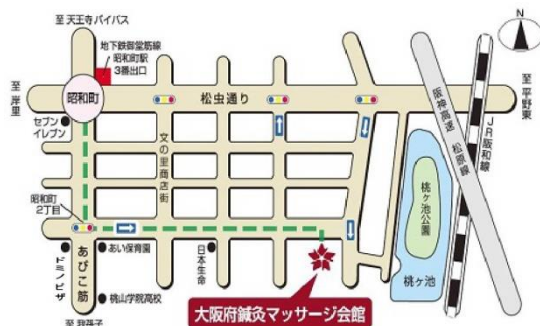 至 天王寺バイパス
N
地下鉄御堂筋線
昭和町駅
3番出口
至 岸里
昭和町
松虫通り
至 平野東
セブン
イレブン
文の里商店街
阪神高速 松原線
JR阪和線
桃ケ池公園
昭和町
2丁目
あい保育園
日本生命
ドミノピザ
あびこ筋
桃ケ池
桃山学院高校
大阪府鍼灸マッサージ会館
至 我孫子